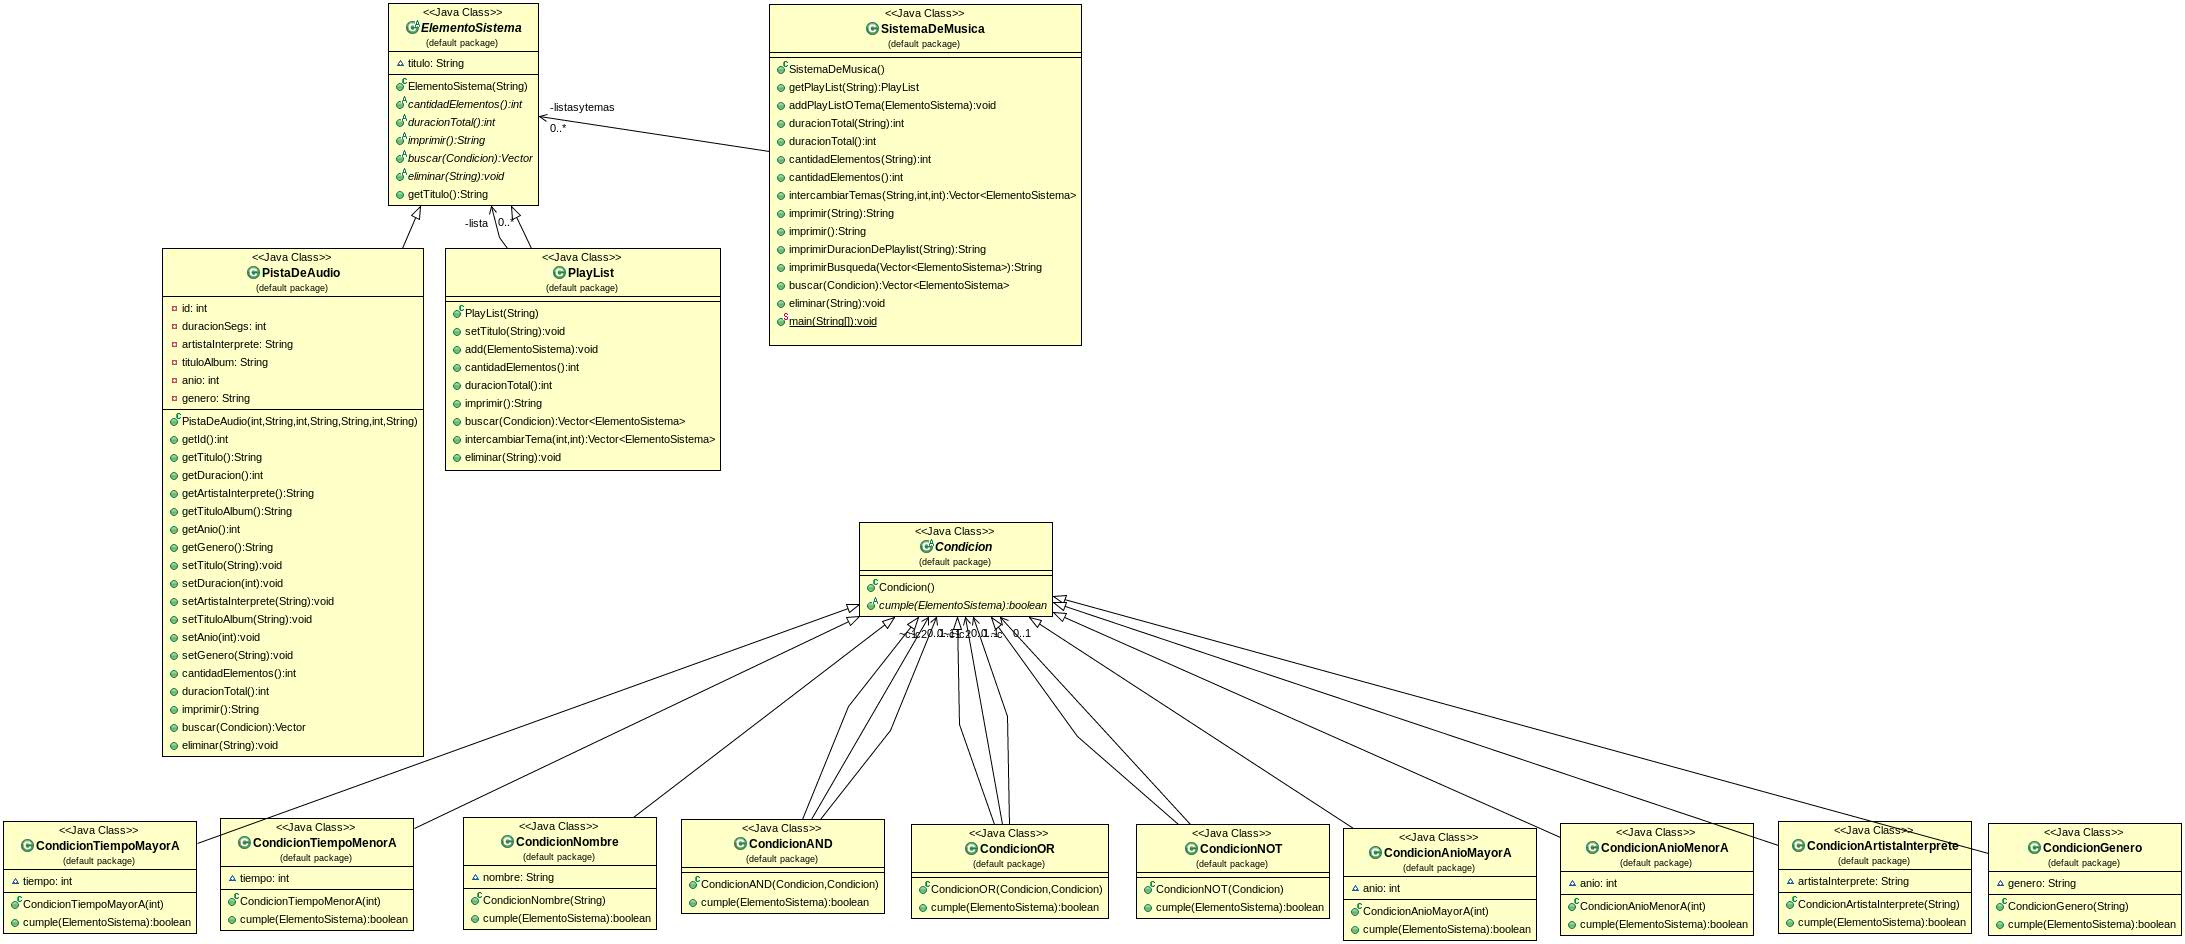 <<Java Class>>
ElementoSistema
(default package)
titulo: String
ElementoSistema(String)
cantidadElementos():int
duracionTotal():int
imprimir():String
buscar(Condicion):Vector
eliminar(String):void
getTitulo():String
<<Java Class>>
SistemaDeMusica
(default package)
SistemaDeMusica()
getPlayList(String):PlayList
addPlayListOTema(ElementoSistema):void
duracionTotal(String):int
duracionTotal():int
cantidadElementos(String):int
cantidadElementos():int
intercambiarTemas(String,int,int):Vector<ElementoSistema>
imprimir(String):String
imprimir():String
imprimirDuracionDePlaylist(String):String
imprimirBusqueda(Vector<ElementoSistema>):String
buscar(Condicion):Vector<ElementoSistema>
eliminar(String):void
main(String[]):void
-listasytemas
0..*
-lista
0..*
<<Java Class>>
PistaDeAudio
(default package)
id: int
duracionSegs: int
artistaInterprete: String
tituloAlbum: String
anio: int
genero: String
PistaDeAudio(int,String,int,String,String,int,String)
getId():int
getTitulo():String
getDuracion():int
getArtistaInterprete():String
getTituloAlbum():String
getAnio():int
getGenero():String
setTitulo(String):void
setDuracion(int):void
setArtistaInterprete(String):void
setTituloAlbum(String):void
setAnio(int):void
setGenero(String):void
cantidadElementos():int
duracionTotal():int
imprimir():String
buscar(Condicion):Vector
eliminar(String):void
<<Java Class>>
PlayList
(default package)
PlayList(String)
setTitulo(String):void
add(ElementoSistema):void
cantidadElementos():int
duracionTotal():int
imprimir():String
buscar(Condicion):Vector<ElementoSistema>
intercambiarTema(int,int):Vector<ElementoSistema>
eliminar(String):void
<<Java Class>>
Condicion
(default package)
Condicion()
cumple(ElementoSistema):boolean
0..1
<<Java Class>>
CondicionTiempoMayorA
(default package)
tiempo: int
CondicionTiempoMayorA(int)
cumple(ElementoSistema):boolean
<<Java Class>>
CondicionTiempoMenorA
(default package)
tiempo: int
CondicionTiempoMenorA(int)
cumple(ElementoSistema):boolean
<<Java Class>>
CondicionNombre
(default package)
nombre: String
CondicionNombre(String)
cumple(ElementoSistema):boolean
<<Java Class>>
CondicionAND
(default package)
CondicionAND(Condicion,Condicion)
cumple(ElementoSistema):boolean
<<Java Class>>
CondicionOR
(default package)
CondicionOR(Condicion,Condicion)
cumple(ElementoSistema):boolean
<<Java Class>>
CondicionNOT
(default package)
CondicionNOT(Condicion)
cumple(ElementoSistema):boolean
<<Java Class>>
CondicionAnioMayorA
(default package)
anio: int
CondicionAnioMayorA(int)
cumple(ElementoSistema):boolean
<<Java Class>>
CondicionAnioMenorA
(default package)
anio: int
CondicionAnioMenorA(int)
cumple(ElementoSistema):boolean
<<Java Class>>
CondicionArtistaInterprete
(default package)
artistaInterprete: String
CondicionArtistaInterprete(String)
cumple(ElementoSistema):boolean
<<Java Class>>
CondicionGenero
(default package)
genero: String
CondicionGenero(String)
cumple(ElementoSistema):boolean